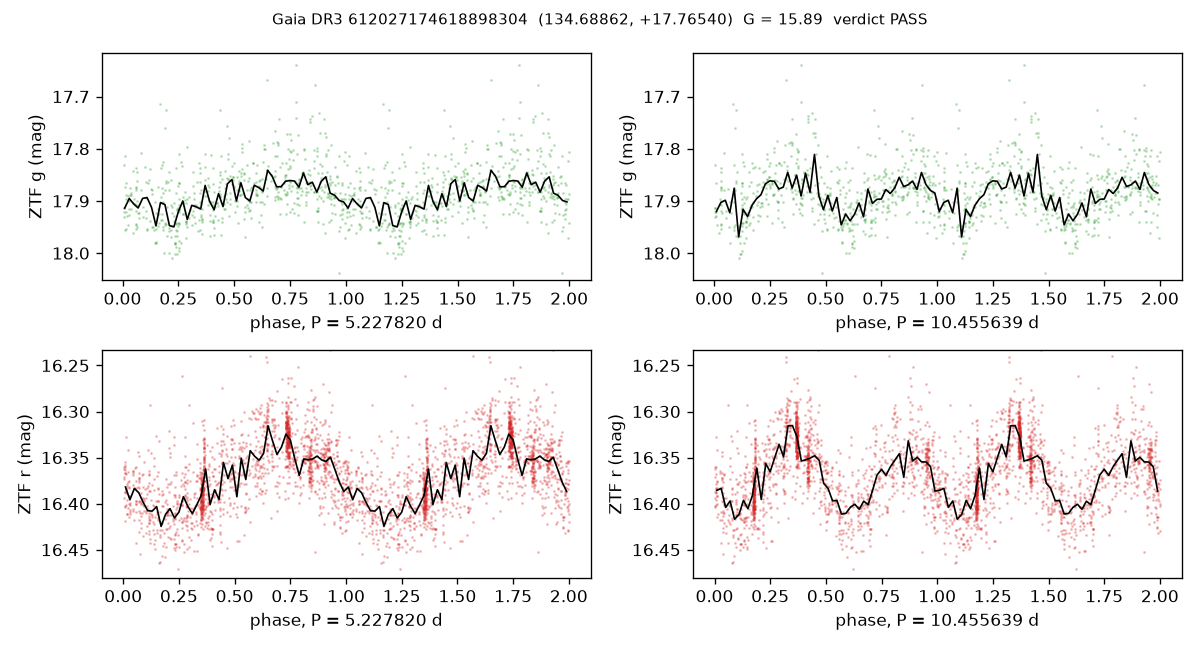 Gaia DR3 612027174618898304  (134.68862, +17.76540)  G = 15.89  verdict PASS
ZTF g (mag)
17.7
17.8
17.9
18.0
0.00 0.25 0.50 0.75 1.00 1.25 1.50 1.75 2.00
phase, P = 5.227820 d
ZTF g (mag)
17.7
17.8
17.9
18.0
0.00 0.25 0.50 0.75 1.00 1.25 1.50 1.75 2.00
phase, P = 10.455639 d
ZTF r (mag)
16.25
16.30
16.35
16.40
16.45
0.00 0.25 0.50 0.75 1.00 1.25 1.50 1.75 2.00
phase, P = 5.227820 d
ZTF r (mag)
16.25
16.30
16.35
16.40
16.45
0.00 0.25 0.50 0.75 1.00 1.25 1.50 1.75 2.00
phase, P = 10.455639 d